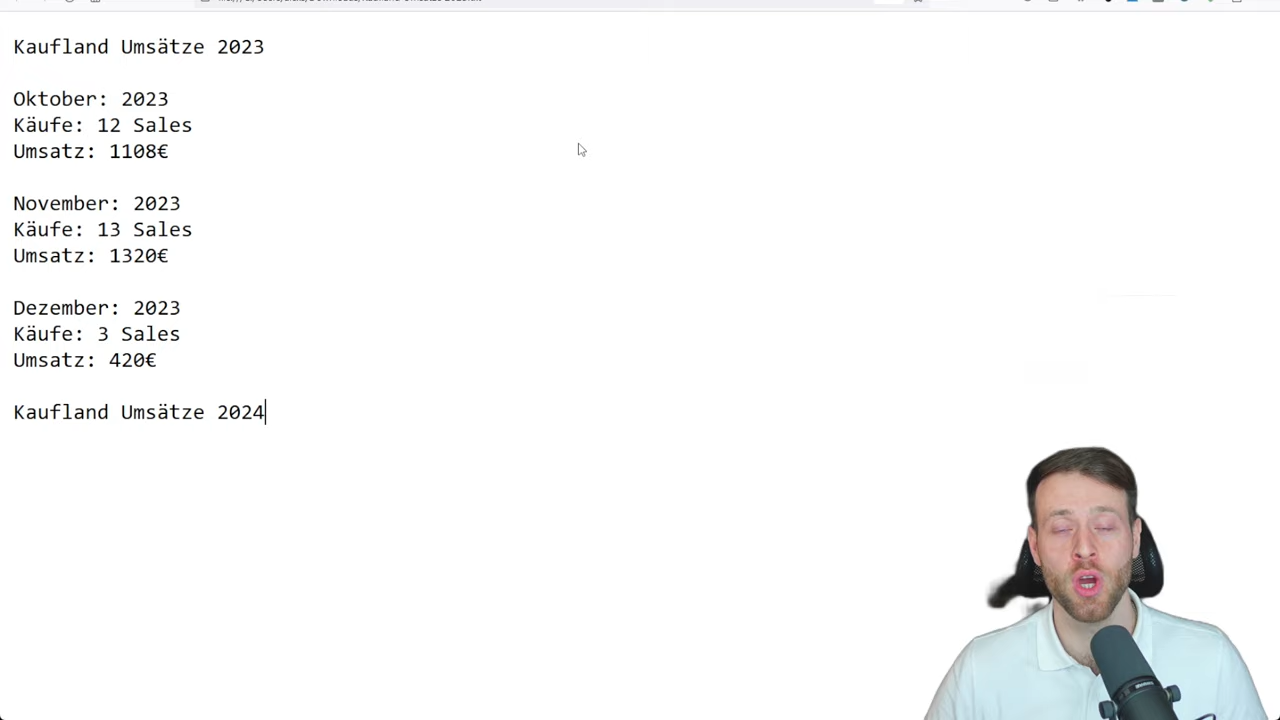 Kaufland Umsätze 2023
Oktober: 2023
Käufe: 12 Sales
Umsatz: 1108€
November: 2023
Käufe: 13 Sales
Umsatz: 1320€
Dezember: 2023
Käufe: 3 Sales
Umsatz: 420€
Kaufland Umsätze 2024